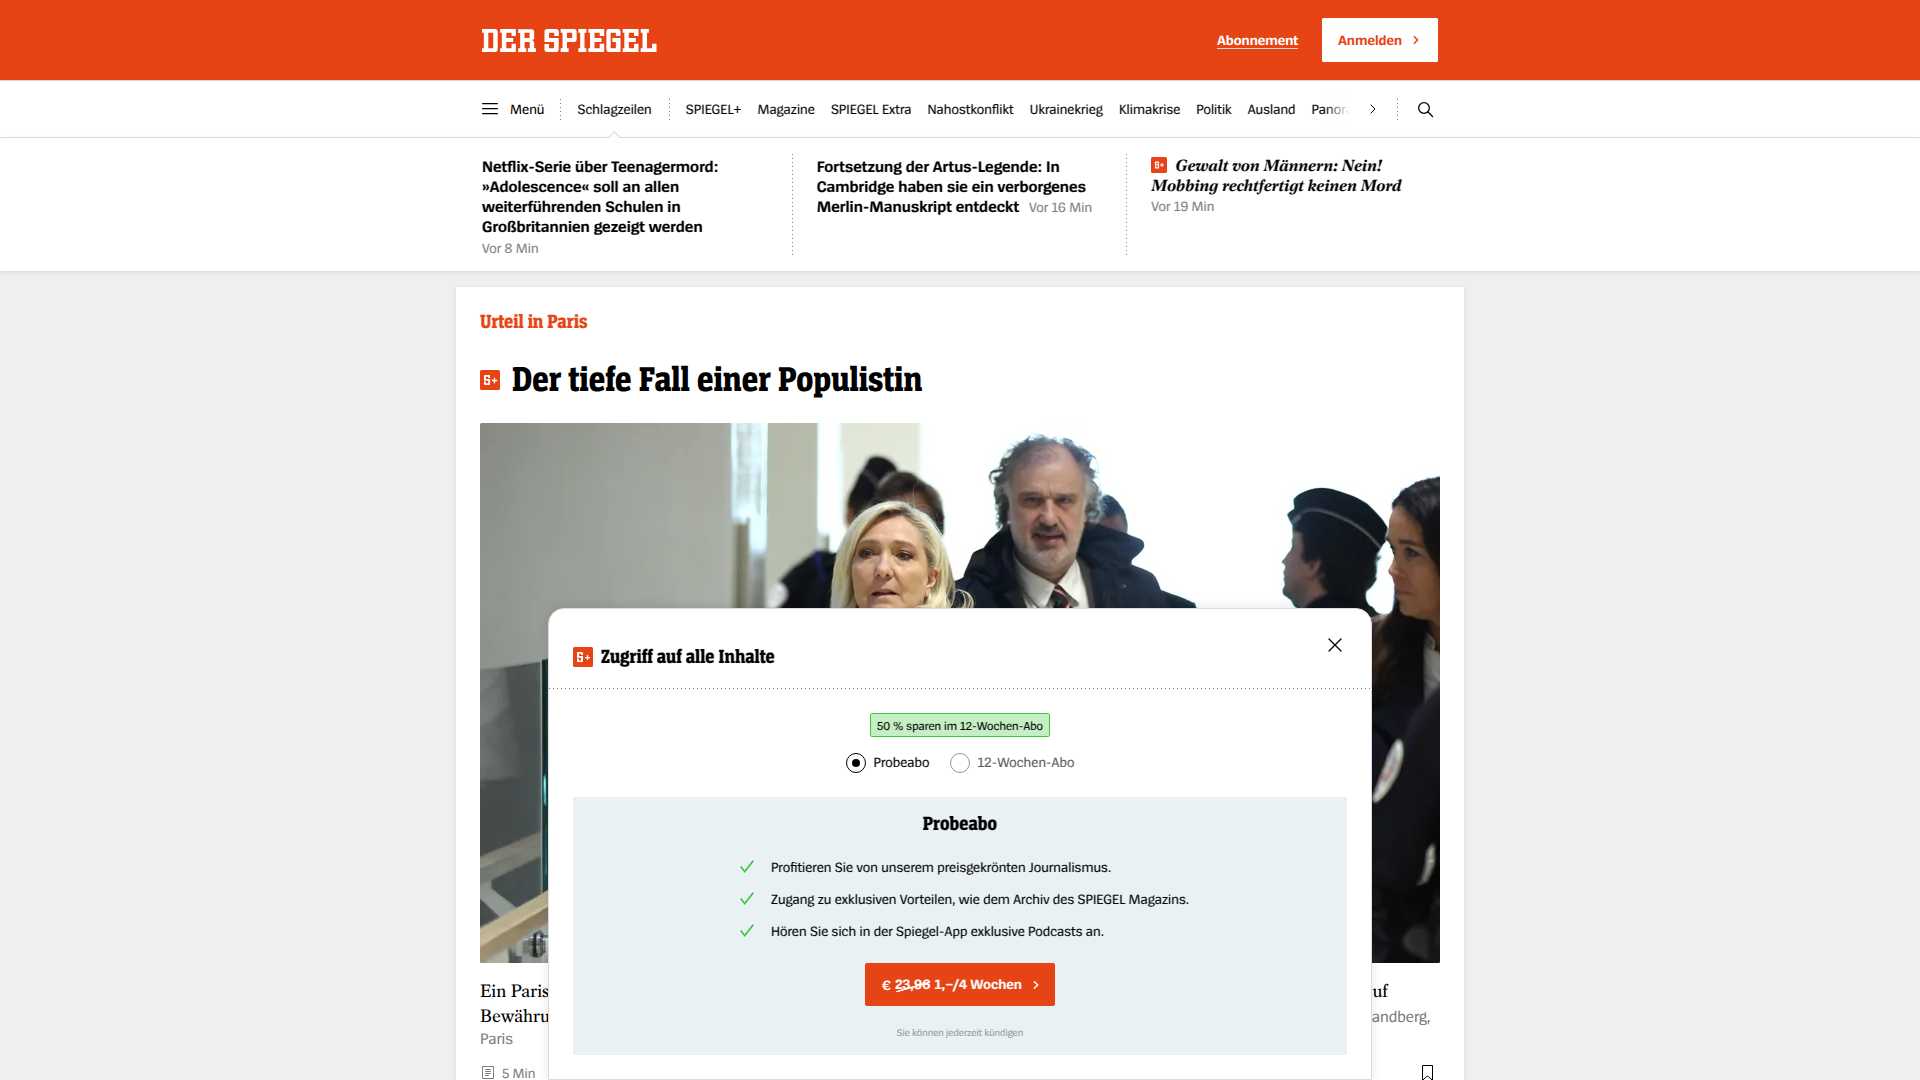 DER SPIEGEL
Abonnement
Anmelden
Menü
Schlagzeilen
SPIEGEL+
Magazine
SPIEGEL Extra
Nahostkonflikt
Ukrainekrieg
Klimakrise
Politik
Ausland
Netflix-Serie über Teenagermord:
»Adolescence« soll an allen
weiterführenden Schulen in
Großbritannien gezeigt werden
Vor 8 Min
Fortsetzung der Artus-Legende: In
Cambridge haben sie ein verborgenes
Merlin-Manuskript entdeckt Vor 16 Min
S+ Gewalt von Männern: Nein!
Mobbing rechtfertigt keinen Mord
Vor 19 Min
Urteil in Paris
S+ Der tiefe Fall einer Populistin
S+ Zugriff auf alle Inhalte
50 % sparen im 12-Wochen-Abo
Probeabo
12-Wochen-Abo
Probeabo
Profitieren Sie von unserem preisgekrönten Journalismus.
Zugang zu exklusiven Vorteilen, wie dem Archiv des SPIEGEL Magazins.
Hören Sie sich in der Spiegel-App exklusive Podcasts an.
€ 23,96 1,–/4 Wochen
Sie können jederzeit kündigen
Ein Paris
uf
Bewähru
andberg,
Paris
5 Min